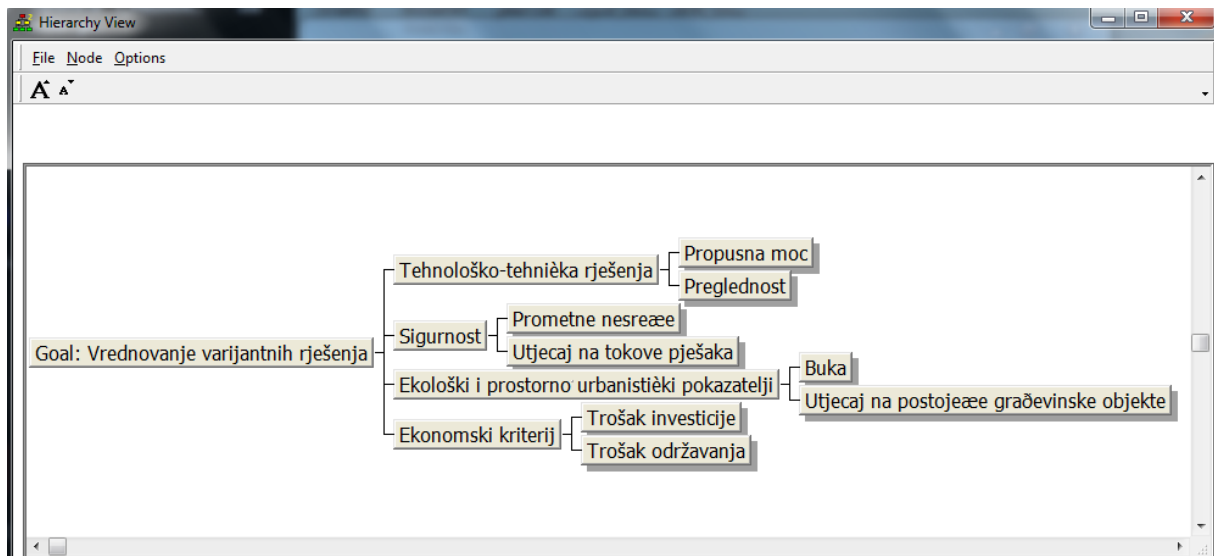 Hierarchy View
File Node Options
A A
Propusna moc
Tehnološko-tehnièka rješenja
Preglednost
Prometne nesreæe
Sigurnost
Utjecaj na tokove pješaka
Goal: Vrednovanje varijantnih rješenja
Buka
Ekološki i prostorno urbanistièki pokazatelji
Utjecaj na postojeæe graðevinske objekte
Trošak investicije
Ekonomski kriterij
Trošak održavanja